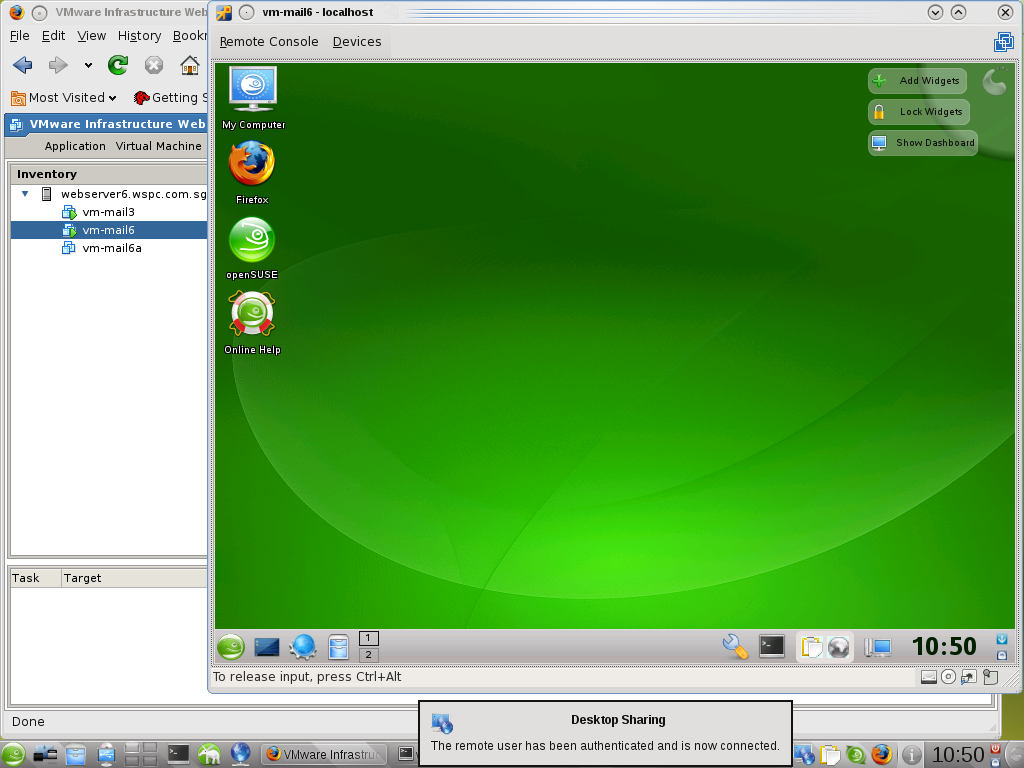 VMware Infrastructure Web
File Edit View History Bookm
Most Visited Getting S
VMware Infrastructure Web
Application Virtual Machine
Inventory
webserver6.wspc.com.sg
vm-mail3
vm-mail6
vm-mail6a
Task Target
Done
vm-mail6 - localhost
Remote Console Devices
My Computer
Firefox
openSUSE
Online Help
Add Widgets
Lock Widgets
Show Dashboard
1
2
10:50
To release input, press Ctrl+Alt
Desktop Sharing
The remote user has been authenticated and is now connected.
VMware Infrastru
10:50